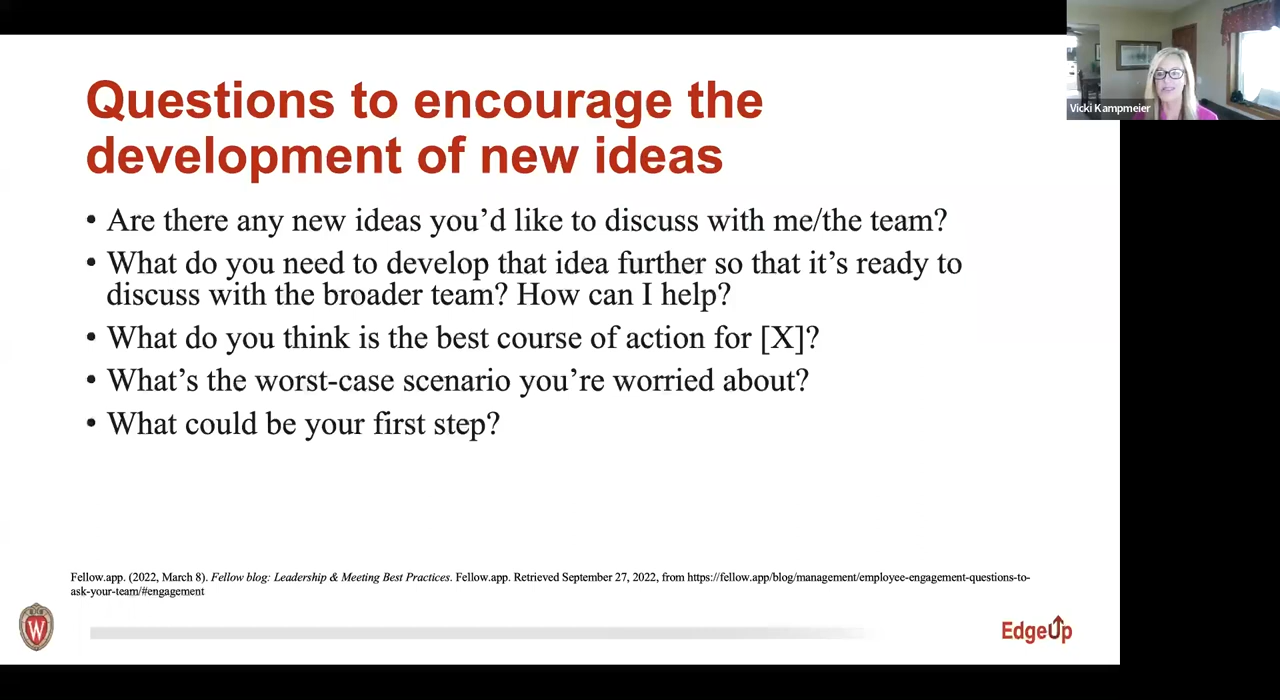 Questions to encourage the
development of new ideas
Vicki Kampmeier
• Are there any new ideas you’d like to discuss with me/the team?
• What do you need to develop that idea further so that it’s ready to
discuss with the broader team? How can I help?
• What do you think is the best course of action for [X]?
• What’s the worst-case scenario you’re worried about?
• What could be your first step?
Fellow.app. (2022, March 8). Fellow blog: Leadership & Meeting Best Practices. Fellow.app. Retrieved September 27, 2022, from https://fellow.app/blog/management/employee-engagement-questions-to-
ask-your-team/#engagement
W
EdgeUp